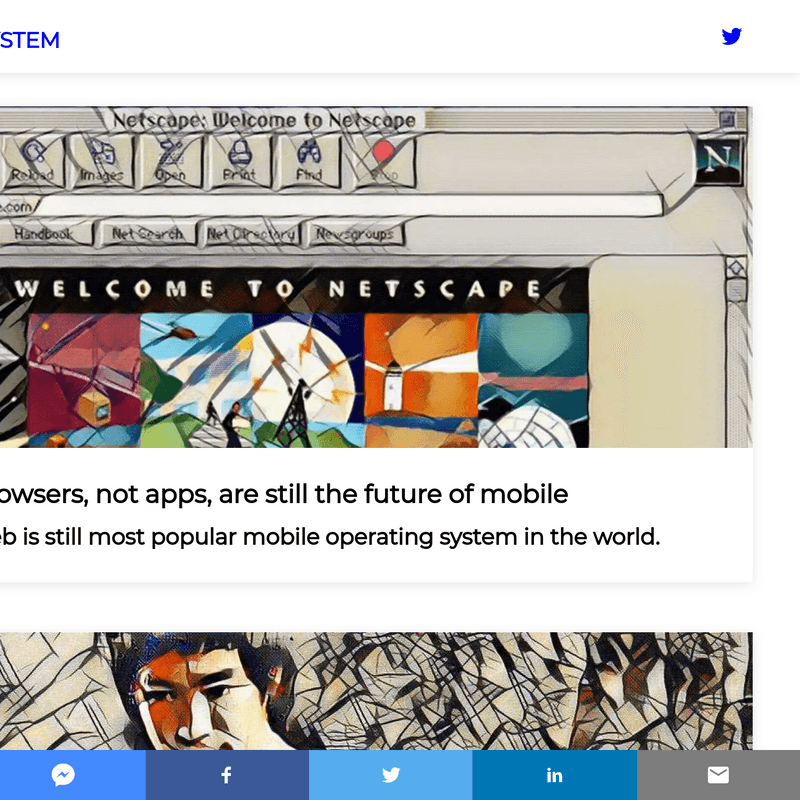 YSTEM
Netscape: Welcome to Netscape
Reload Images Open Print Find Stop
.com/
N
Handbook Net Search Net Directory Newsgroups
WELCOME TO NETSCAPE
owsers, not apps, are still the future of mobile
eb is still most popular mobile operating system in the world.
f in